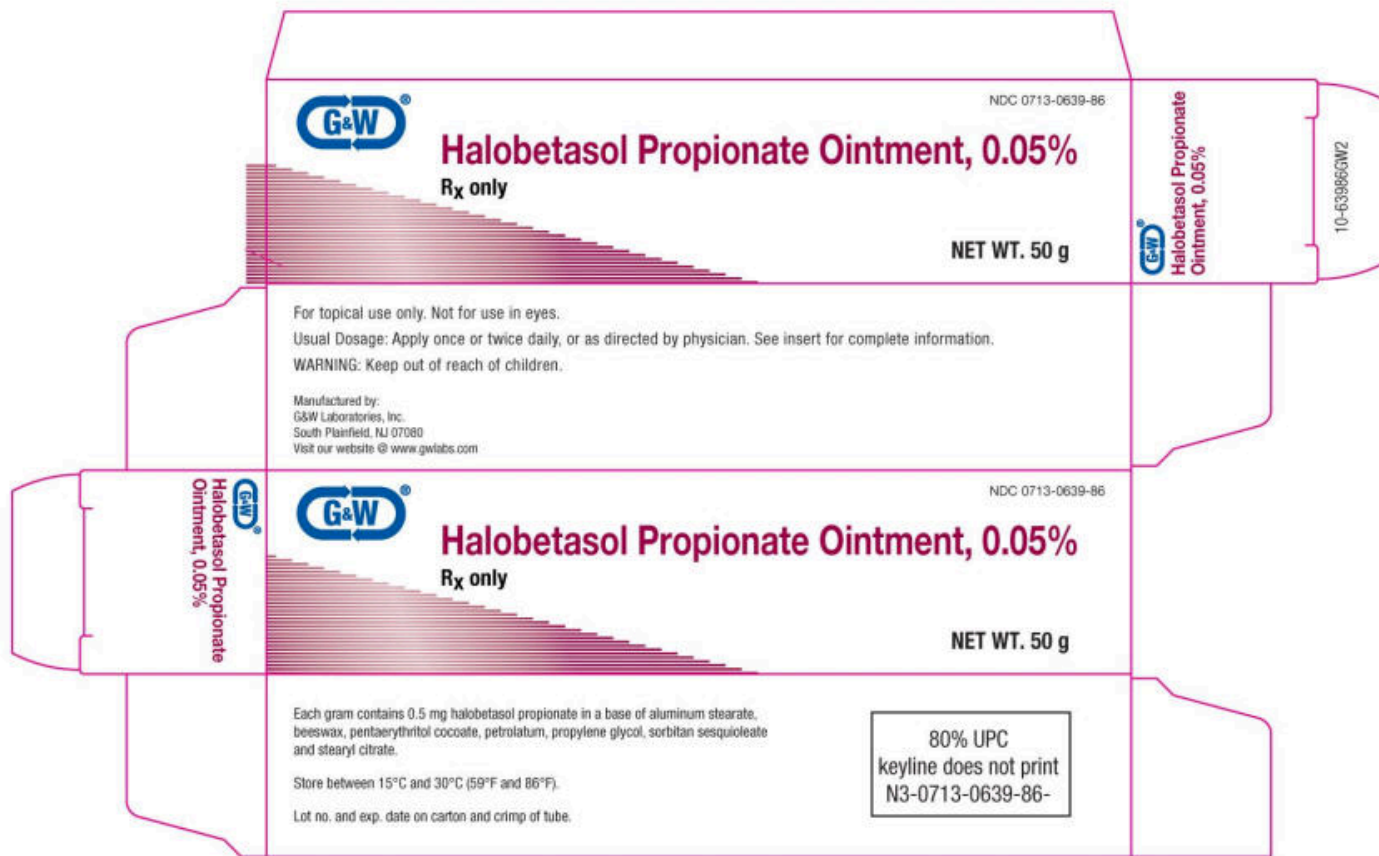 G&W®
NDC 0713-0639-86
Halobetasol Propionate Ointment, 0.05%
Rx only
NET WT. 50 g
G&W®
Halobetasol Propionate
Ointment, 0.05%
10-63986GW2
For topical use only. Not for use in eyes.
Usual Dosage: Apply once or twice daily, or as directed by physician. See insert for complete information.
WARNING: Keep out of reach of children.
Manufactured by:
G&W Laboratories, Inc.
South Plainfield, NJ 07080
Visit our website @ www.gwlabs.com
G&W®
Halobetasol Propionate
Ointment, 0.05%
G&W®
NDC 0713-0639-86
Halobetasol Propionate Ointment, 0.05%
Rx only
NET WT. 50 g
Each gram contains 0.5 mg halobetasol propionate in a base of aluminum stearate,
beeswax, pentaerythritol cocoate, petrolatum, propylene glycol, sorbitan sesquioleate
and stearyl citrate.
Store between 15°C and 30°C (59°F and 86°F).
Lot no. and exp. date on carton and crimp of tube.
80% UPC
keyline does not print
N3-0713-0639-86-